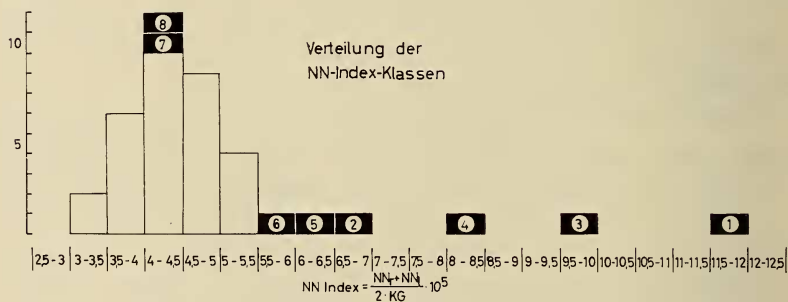 Verteilung der
NN-Index-Klassen
10
5
8
7
6
5
2
4
3
1
2,5-3 3-3,5 3,5-4 4-4,5 4,5-5 5-5,5 5,5-6 6-6,5 6,5-7 7-7,5 7,5-8 8-8,5 8,5-9 9-9,5 9,5-10 10-10,5 10,5-11 11-11,5 11,5-12 12-12,5
NN Index = NN + NN / 2·KG · 10⁵